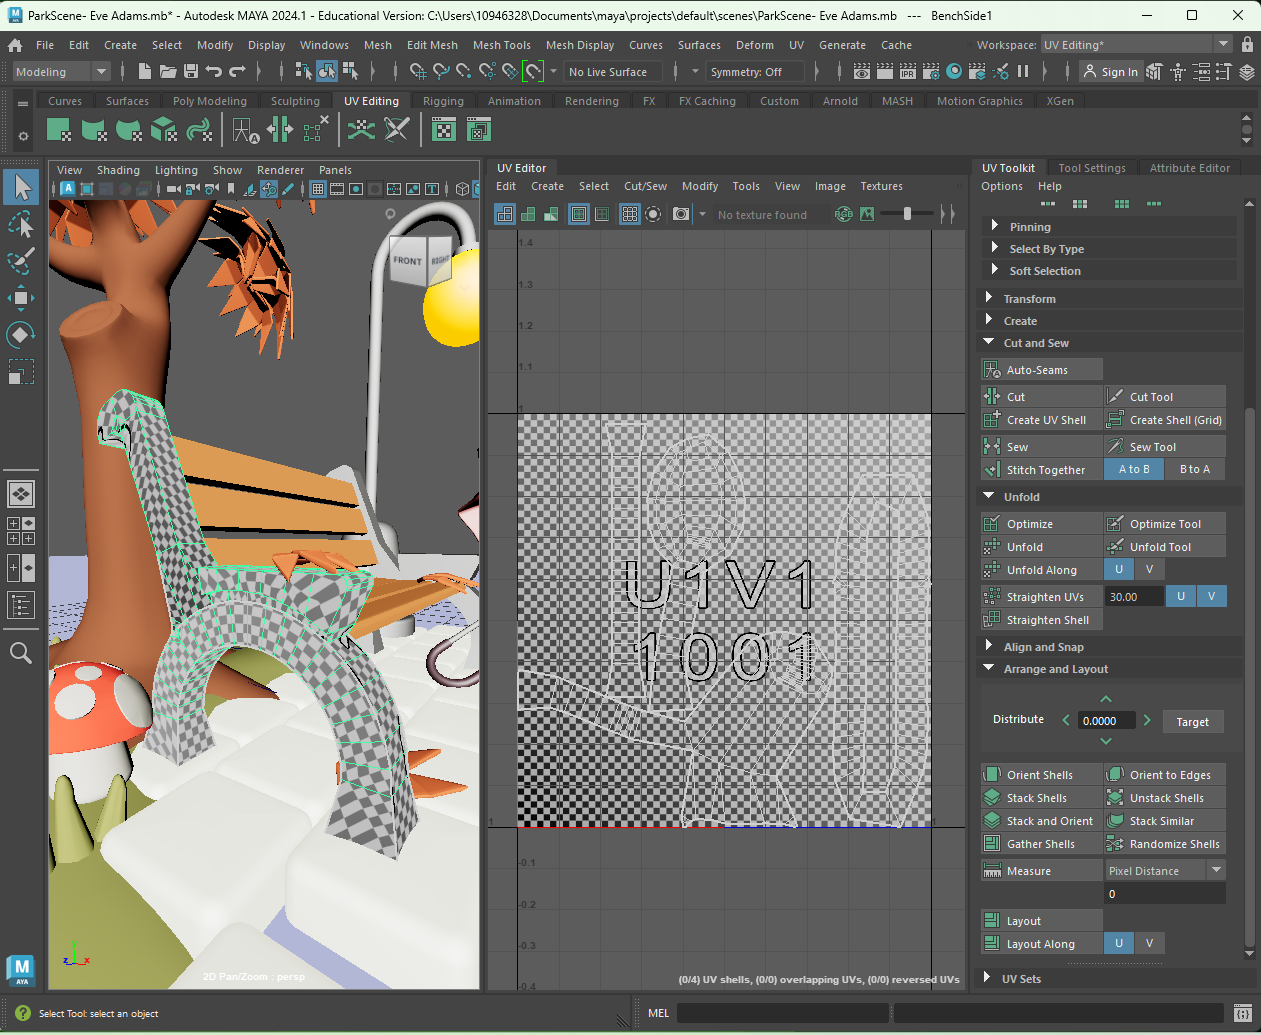 ParkScene- Eve Adams.mb* - Autodesk MAYA 2024.1 - Educational Version: C:\Users\10946328\Documents\maya\projects\default\scenes\ParkScene- Eve Adams.mb --- BenchSide1
File Edit Create Select Modify Display Windows Mesh Edit Mesh Mesh Tools Mesh Display Curves Surfaces Deform UV Generate Cache Workspace: UV Editing*
Modeling No Live Surface Symmetry: Off IPR Sign In
Curves Surfaces Poly Modeling Sculpting UV Editing Rigging Animation Rendering FX FX Caching Custom Arnold MASH Motion Graphics XGen
View Shading Lighting Show Renderer Panels
FRONT RIGHT
2D Pan/Zoom : persp
z x
UV Editor
Edit Create Select Cut/Sew Modify Tools View Image Textures
No texture found
RGB
1.4
1.3
1.2
1.1
1
U1V1
1001
1 1
-0.1
-0.2
-0.3
-0.4
(0/4) UV shells, (0/0) overlapping UVs, (0/0) reversed UVs
UV Toolkit Tool Settings Attribute Editor
Options Help
Pinning
Select By Type
Soft Selection
Transform
Create
Cut and Sew
Auto-Seams
Cut Cut Tool
Create UV Shell Create Shell (Grid)
Sew Sew Tool
Stitch Together A to B B to A
Unfold
Optimize Optimize Tool
Unfold Unfold Tool
Unfold Along U V
Straighten UVs 30.00 U V
Straighten Shell
Align and Snap
Arrange and Layout
Distribute 0.0000 Target
Orient Shells Orient to Edges
Stack Shells Unstack Shells
Stack and Orient Stack Similar
Gather Shells Randomize Shells
Measure Pixel Distance
0
Layout
Layout Along U V
UV Sets
M
AYA
Select Tool: select an object MEL